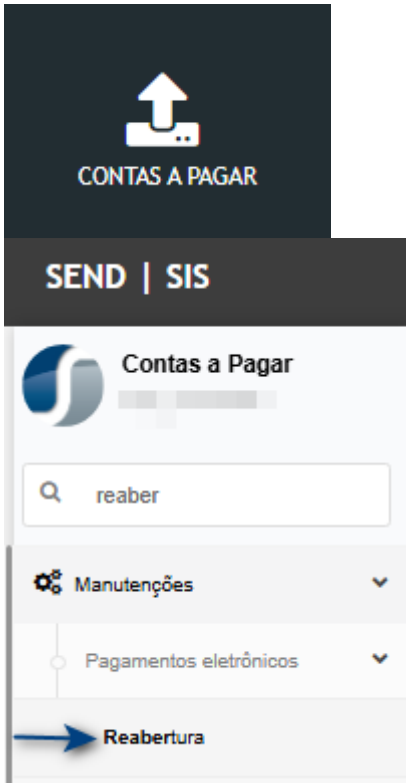 CONTAS A PAGAR
SEND | SIS
Contas a Pagar
reaber
Manutenções
Pagamentos eletrônicos
Reabertura